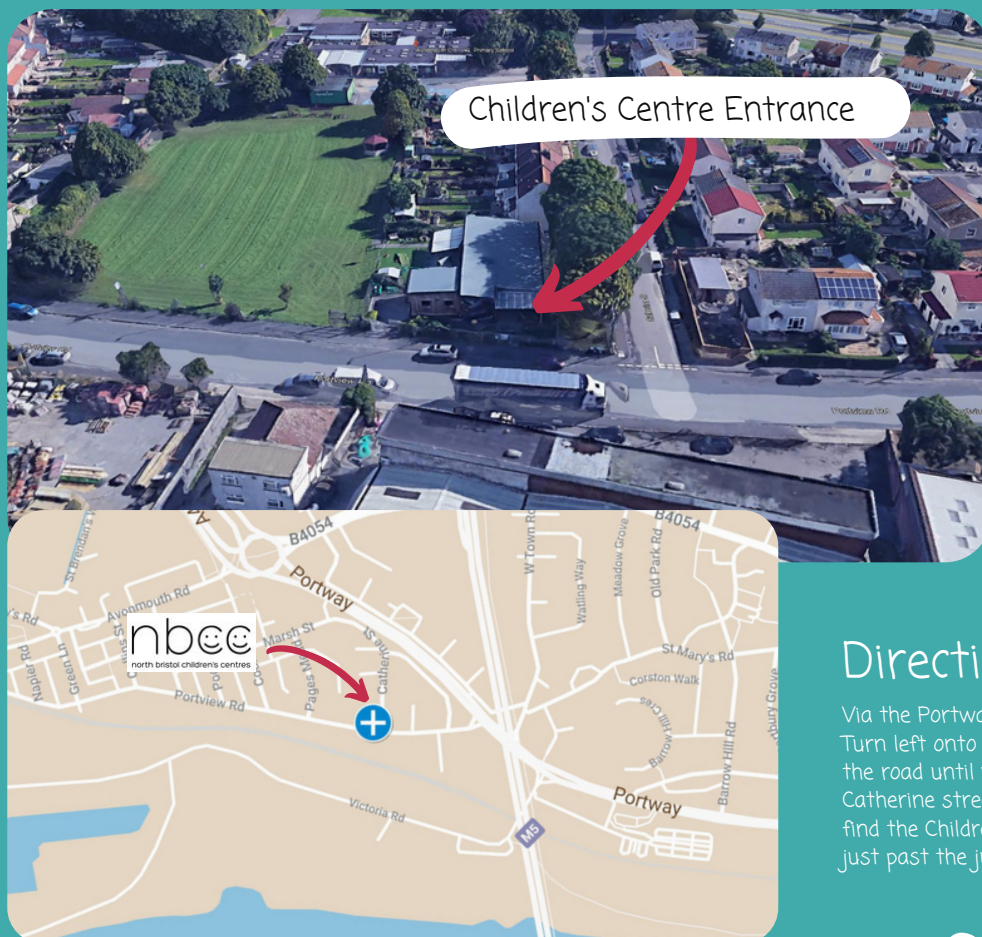 Children's Centre Entrance
B4054
B4054
Portway
St Brendan's
Avonmouth Rd
Napier Rd
Green Ln
nbcc
north bristol children's centres
Marsh St
Catherine St
Portview Rd
W Town Rd
Watling Way
Meadow Grove
Old Park Rd
St Mary's Rd
Corston Walk
Barrow Hill Cres
Barrow Hill Rd
Portway
Victoria Rd
M5
Directi
Via the Portwa
Turn left onto
the road until
Catherine stre
find the Childre
just past the j